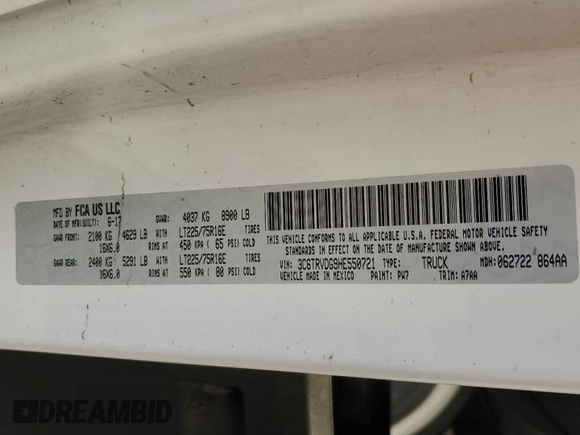 MFD BY FCA US LLC
DATE OF MFR(BUILT): 6-17 GVWR: 4037 KG 8900 LB
GAWR FRONT: 2100 KG 4629 LB WITH LT225/75R16E TIRES
16X6.0 RIMS AT 450 KPA ( 65 PSI) COLD
GAWR REAR: 2400 KG 5291 LB WITH LT225/75R16E TIRES
16X6.0 RIMS AT 550 KPA ( 80 PSI) COLD
THIS VEHICLE CONFORMS TO ALL APPLICABLE U.S.A. FEDERAL MOTOR VEHICLE SAFETY
STANDARDS IN EFFECT ON THE DATE OF MANUFACTURE SHOWN ABOVE.
VIN: 3C6TRVDG9HE550721 TYPE: TRUCK MDH: 062722 864AA
VEHICLE MADE IN MEXICO PAINT: PW7 TRIM: A7AA
DREAMBID